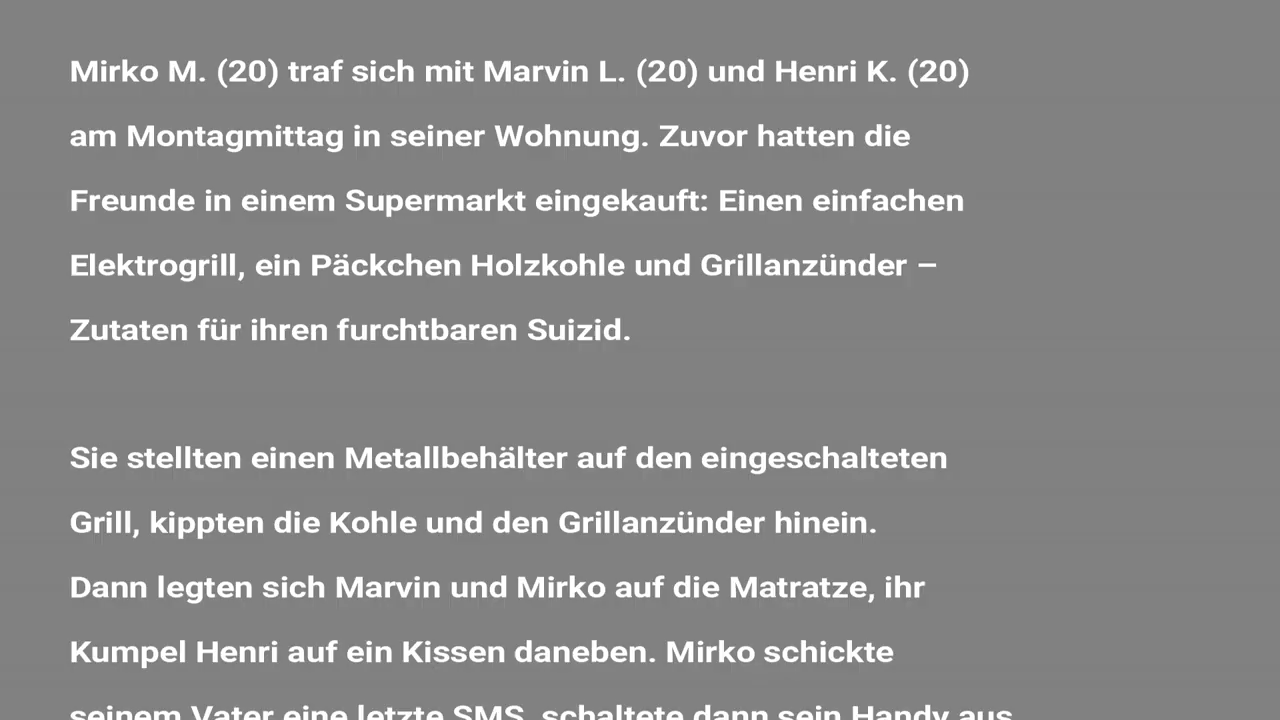 Mirko M. (20) traf sich mit Marvin L. (20) und Henri K. (20)
am Montagmittag in seiner Wohnung. Zuvor hatten die
Freunde in einem Supermarkt eingekauft: Einen einfachen
Elektrogrill, ein Päckchen Holzkohle und Grillanzünder –
Zutaten für ihren furchtbaren Suizid.
Sie stellten einen Metallbehälter auf den eingeschalteten
Grill, kippten die Kohle und den Grillanzünder hinein.
Dann legten sich Marvin und Mirko auf die Matratze, ihr
Kumpel Henri auf ein Kissen daneben. Mirko schickte
seinem Vater eine letzte SMS, schaltete dann sein Handy aus